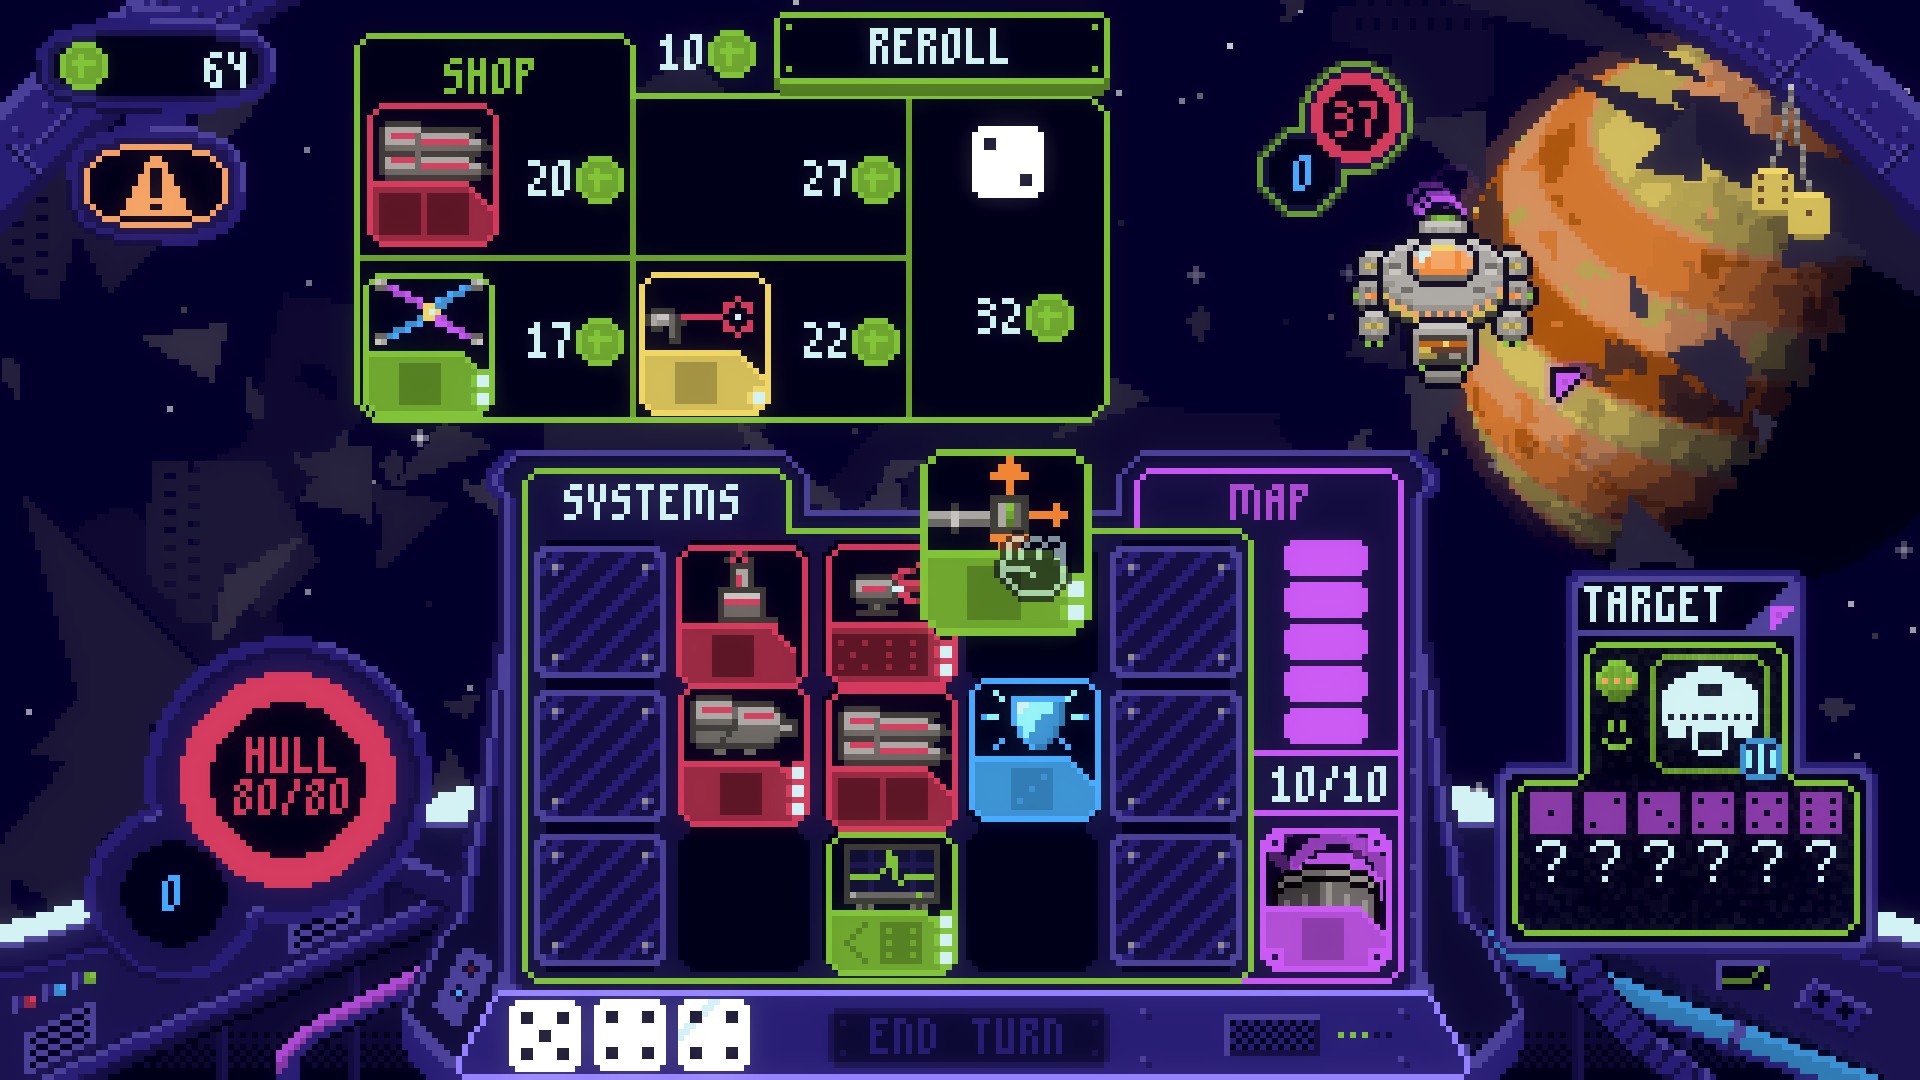 64
SHOP
10
REROLL
20
27
17
22
32
37
0
SYSTEMS
MAP
TARGET
HULL
80/80
0
10/10
? ? ? ? ? ?
END TURN